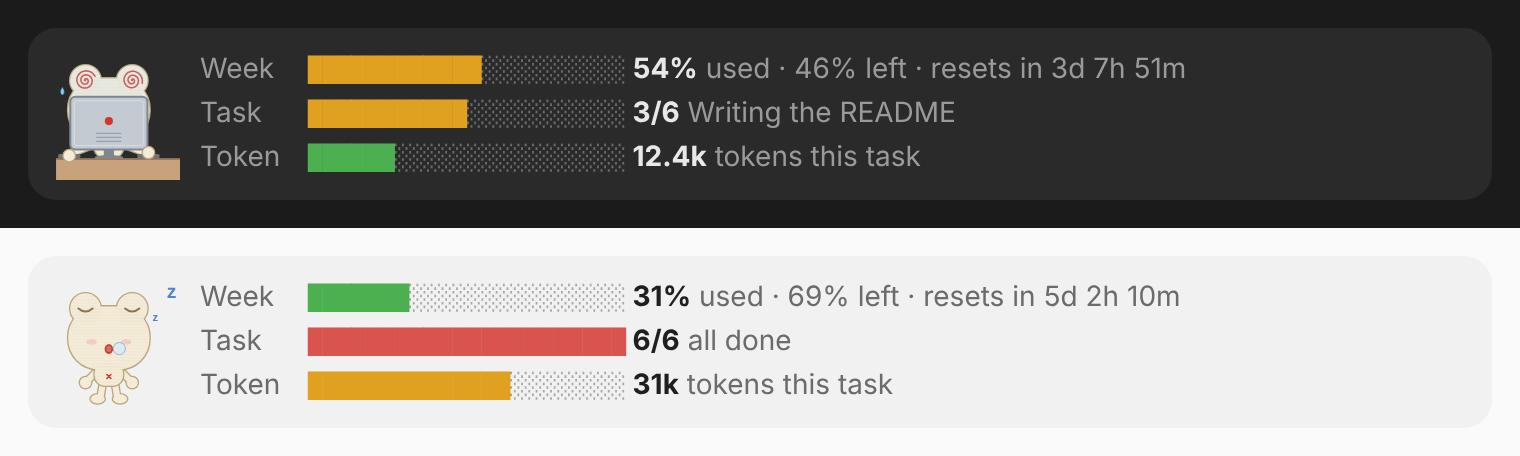 Week 54% used · 46% left · resets in 3d 7h 51m
Task 3/6 Writing the README
Token 12.4k tokens this task
z
Week 31% used · 69% left · resets in 5d 2h 10m
z
Task 6/6 all done
Token 31k tokens this task